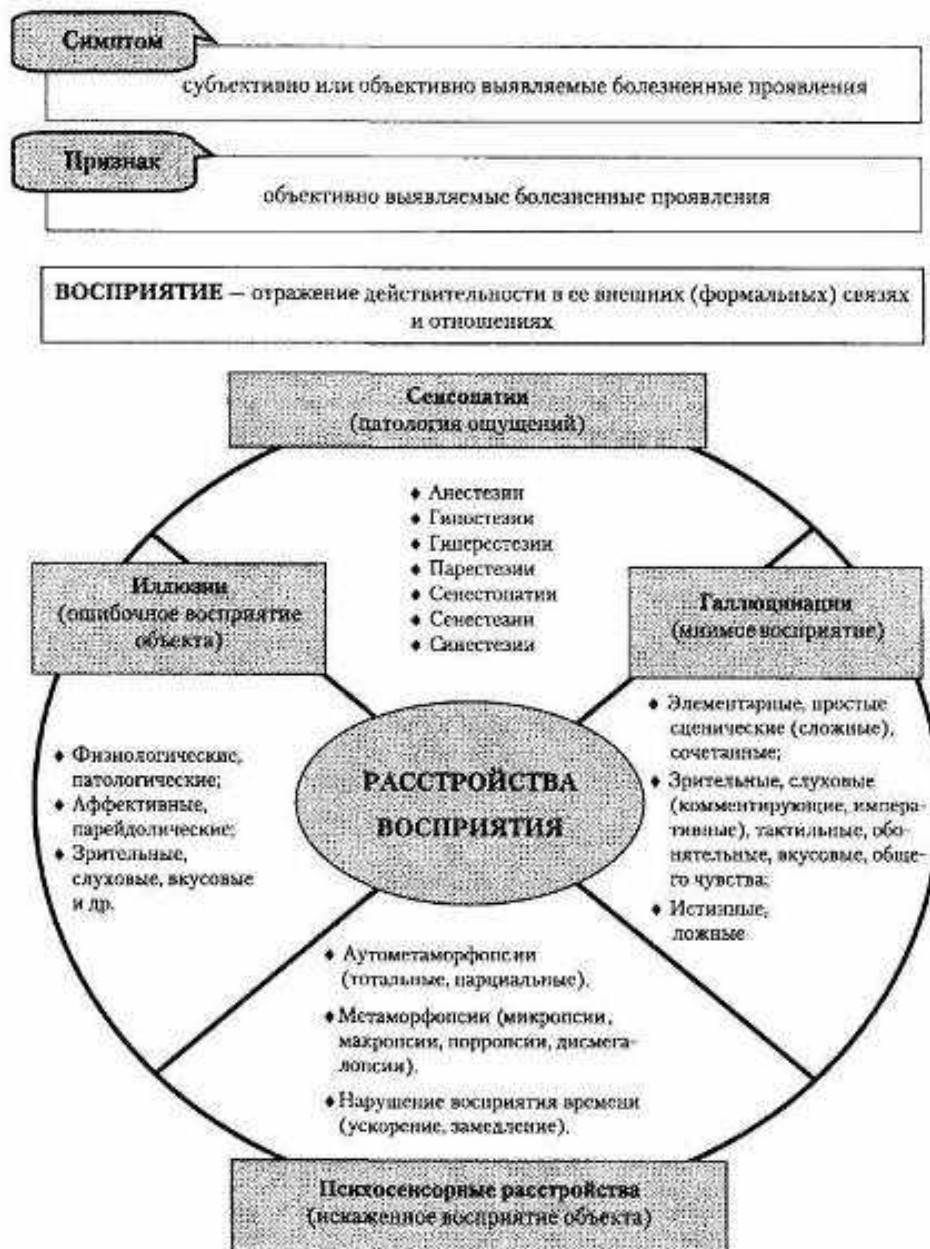 Симптом
субъективно или объективно выявляемые болезненные проявления
Признак
объективно выявляемые болезненные проявления
ВОСПРИЯТИЕ — отражение действительности в ее внешних (формальных) связях
и отношениях
Сенсопатии
(патология ощущений)
♦ Анестезии
♦ Гипостезии
♦ Гиперестезии
♦ Парестезии
♦ Сенестопатии
♦ Сенестезии
♦ Синестезии
Иллюзии
(ошибочное восприятие
объекта)
♦ Физиологические,
патологические;
♦ Аффективные,
парейдолические;
♦ Зрительные,
слуховые, вкусовые
и др.
Галлюцинации
(мнимое восприятие)
♦ Элементарные, простые
сценические (сложные),
сочетанные;
♦ Зрительные, слуховые
(комментирующие, импера-
тивные), тактильные, обо-
нятельные, вкусовые, обще-
го чувства;
♦ Истинные,
ложные
РАССТРОЙСТВА
ВОСПРИЯТИЯ
♦ Аутометаморфопсии
(тотальные, парциальные).
♦ Метаморфопсии (микропсии,
макропсии, порропсии, дисмега-
лопсии).
♦ Нарушение восприятия времени
(ускорение, замедление).
Психосенсорные расстройства
(искаженное восприятие объекта)